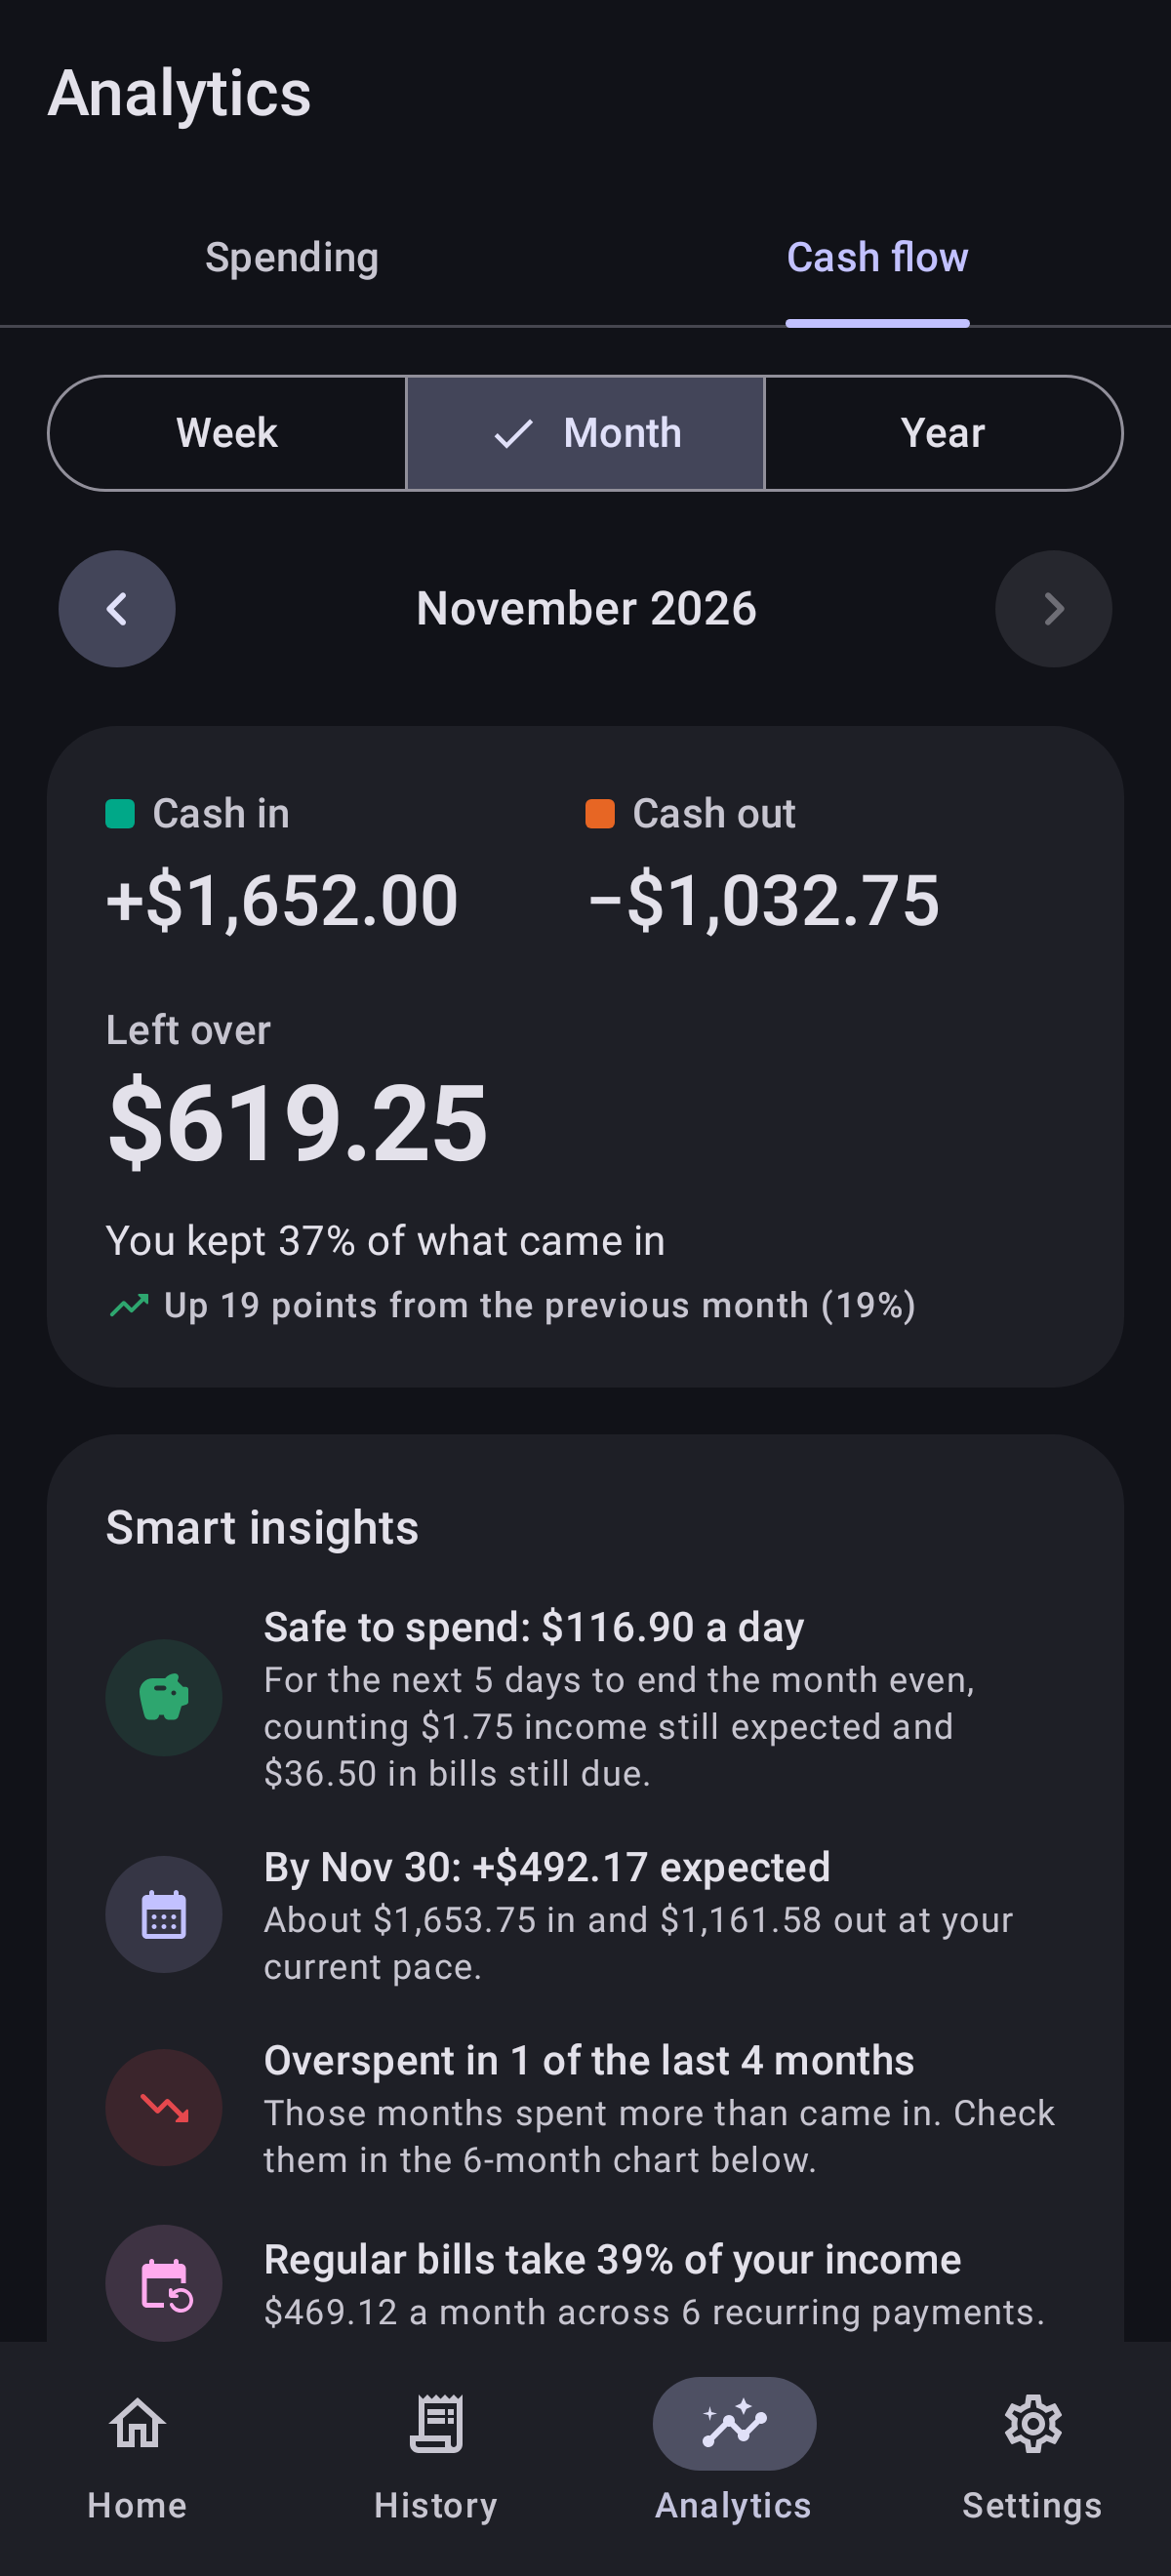 Analytics
Spending
Cash flow
Week
Month
Year
November 2026
Cash in
Cash out
+$1,652.00
−$1,032.75
Left over
$619.25
You kept 37% of what came in
Up 19 points from the previous month (19%)
Smart insights
Safe to spend: $116.90 a day
For the next 5 days to end the month even,
counting $1.75 income still expected and
$36.50 in bills still due.
By Nov 30: +$492.17 expected
About $1,653.75 in and $1,161.58 out at your
current pace.
Overspent in 1 of the last 4 months
Those months spent more than came in. Check
them in the 6-month chart below.
Regular bills take 39% of your income
$469.12 a month across 6 recurring payments.
Home
History
Analytics
Settings